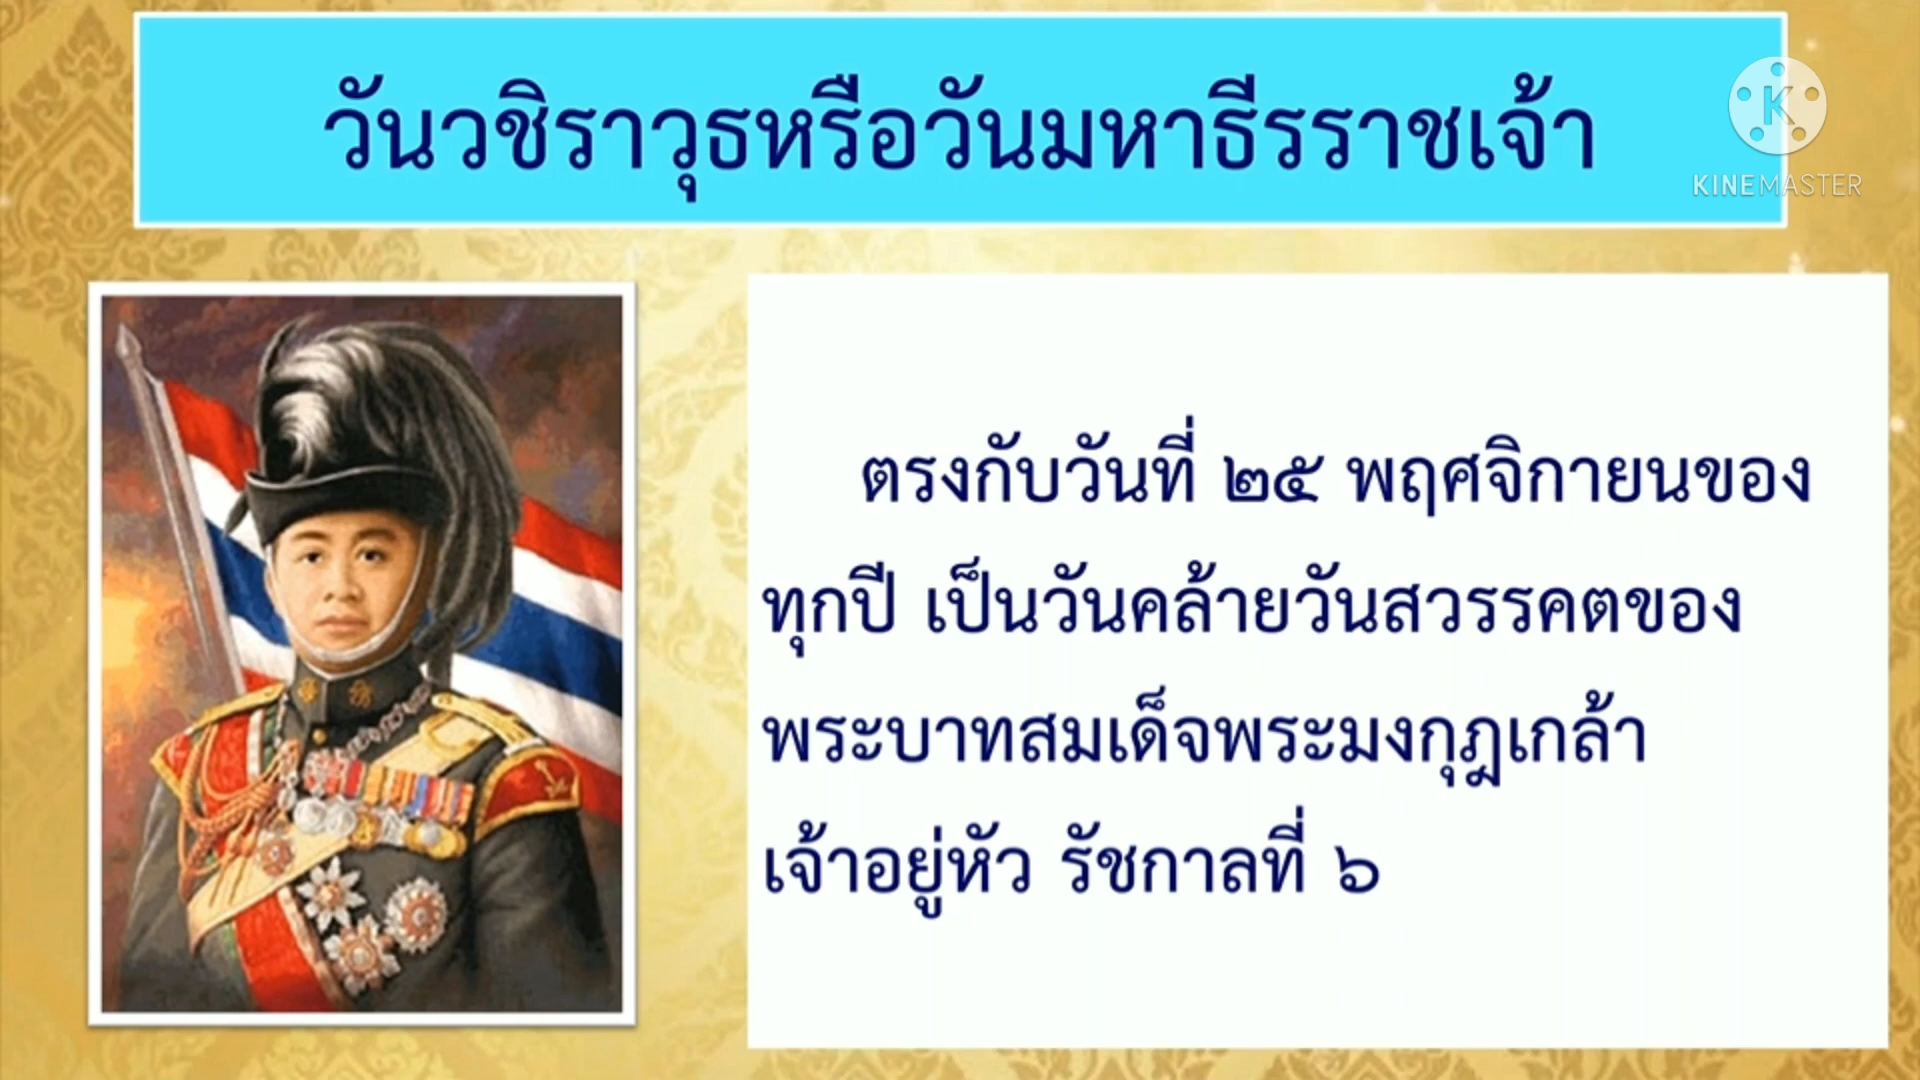 วันวชิราวุธหรือวันมหาธีรราชเจ้า
KINEMASTER
ตรงกับวันที่ ๒๕ พฤศจิกายนของ
ทุกปี เป็นวันคล้ายวันสวรรคตของ
พระบาทสมเด็จพระมงกุฎเกล้า
เจ้าอยู่หัว รัชกาลที่ ๖